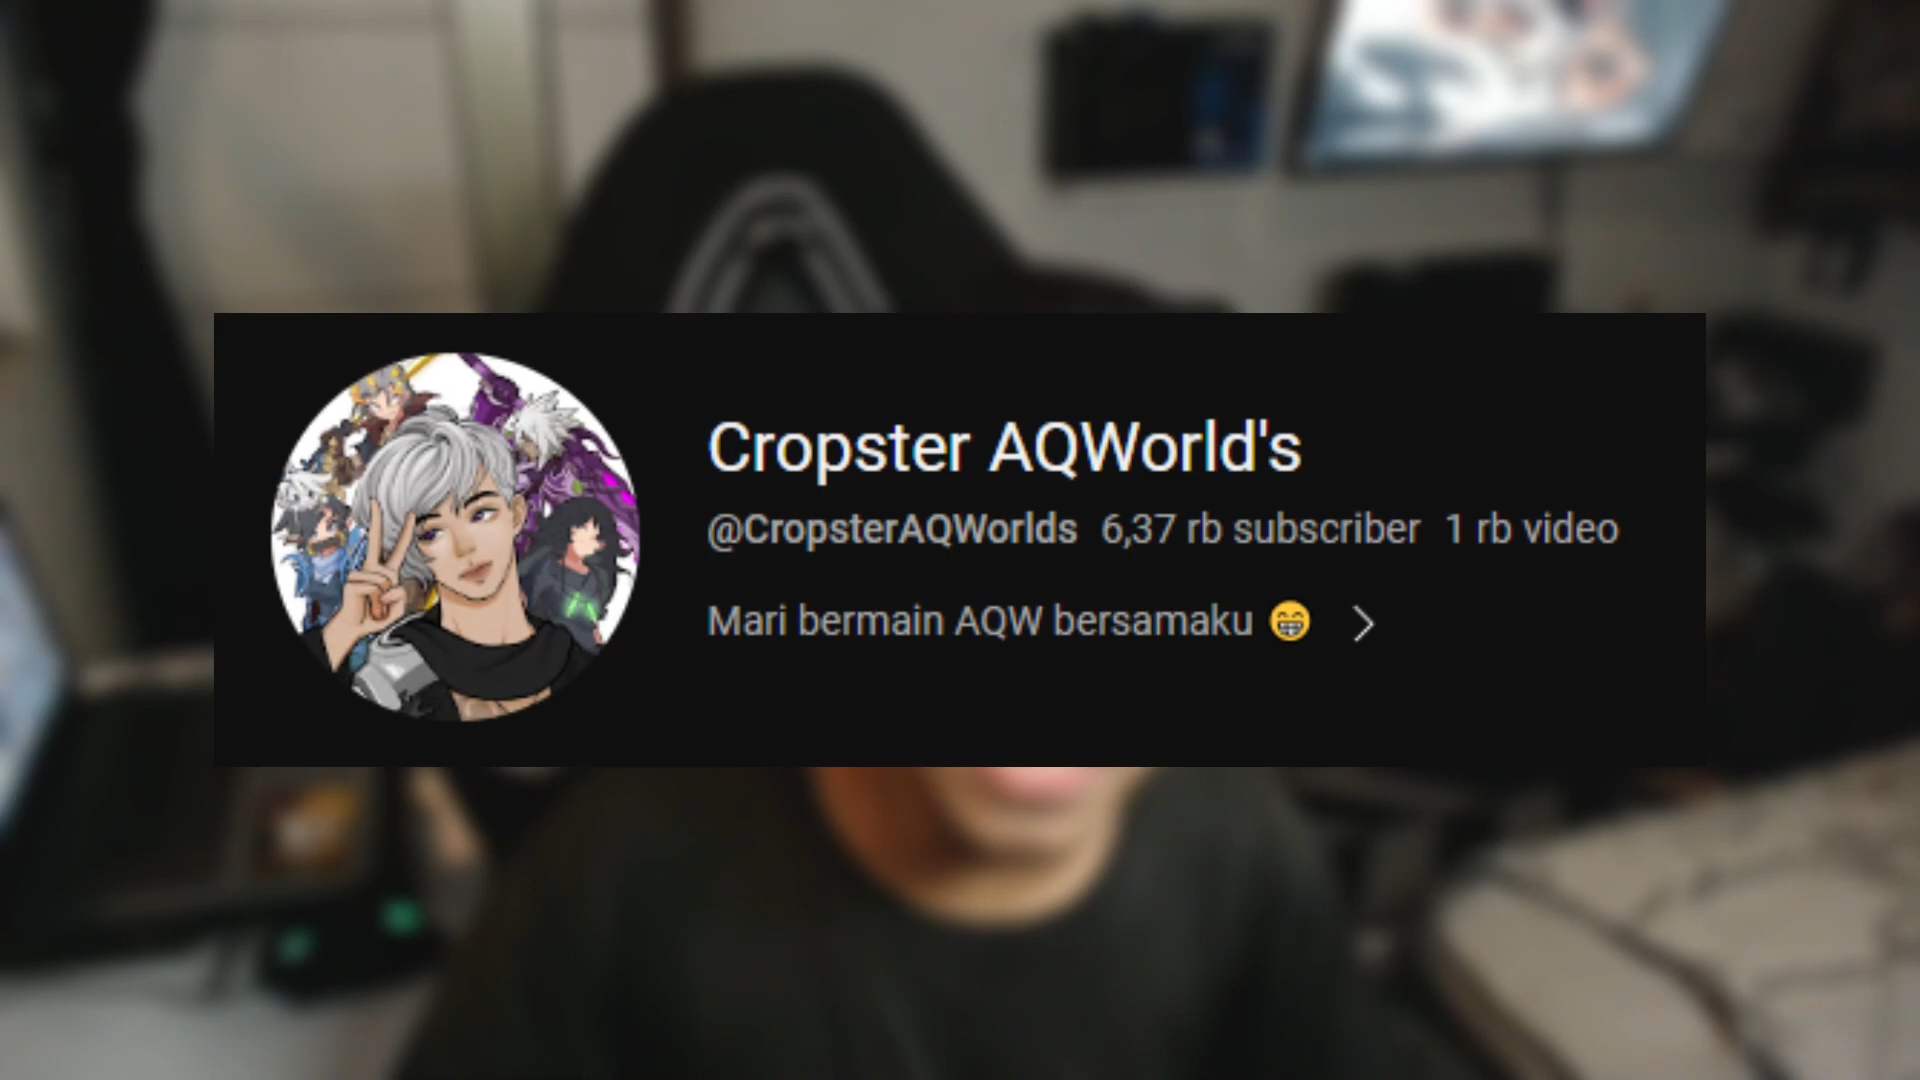 Cropster AQWorld's
@CropsterAQWorlds 6,37 rb subscriber 1 rb video
Mari bermain AQW bersamaku 😁